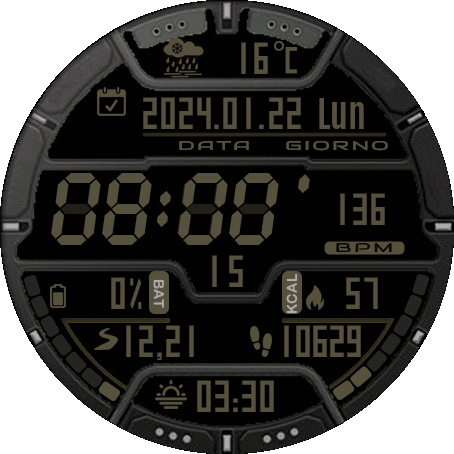 16°C
2024.01.22 Lun
DATA GIORNO
08:00
136
BPM
15
0% BAT
KCAL 57
12,21
10629
03:30